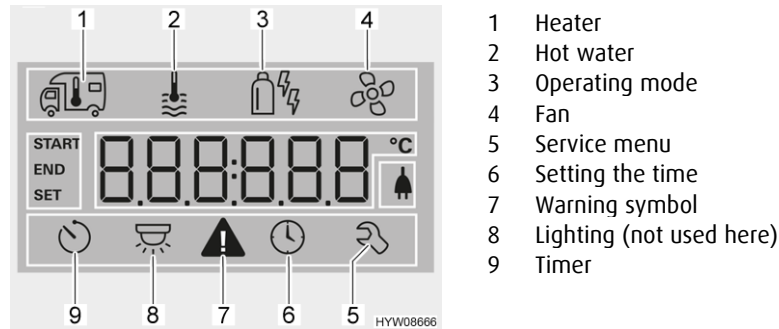 1 2 3 4
START
END
SET
88:88:88
°C
9 8 7 6 5
HYW08666
1 Heater
2 Hot water
3 Operating mode
4 Fan
5 Service menu
6 Setting the time
7 Warning symbol
8 Lighting (not used here)
9 Timer